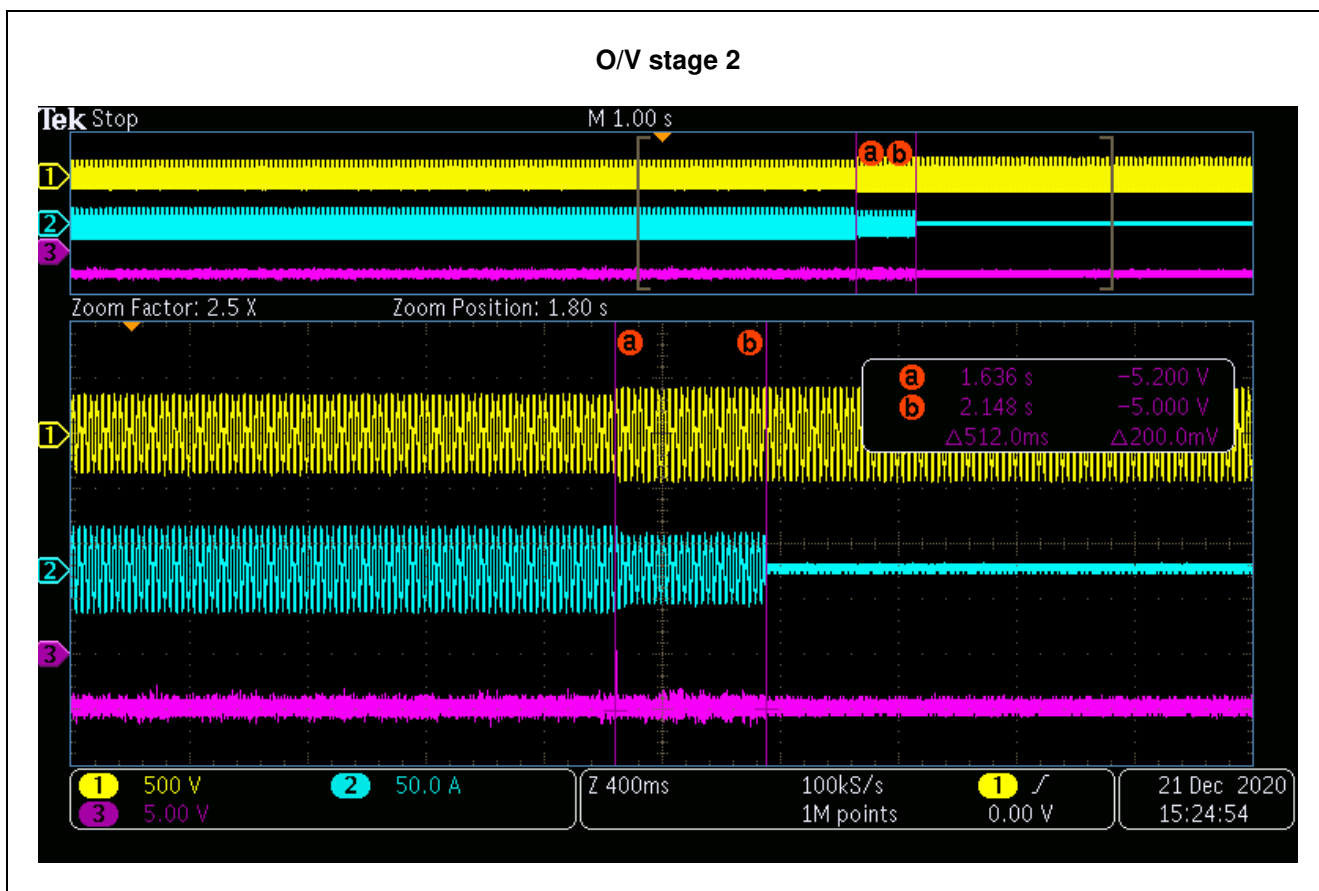 O/V stage 2
Tek Stop M 1.00 s
a b
1
2
3
Zoom Factor: 2.5 X Zoom Position: 1.80 s
a b
a 1.636 s −5.200 V
b 2.148 s −5.000 V
△512.0ms △200.0mV
1
2
3
1 500 V 2 50.0 A Z 400ms 100kS/s 1 21 Dec 2020
3 5.00 V 1M points 0.00 V 15:24:54